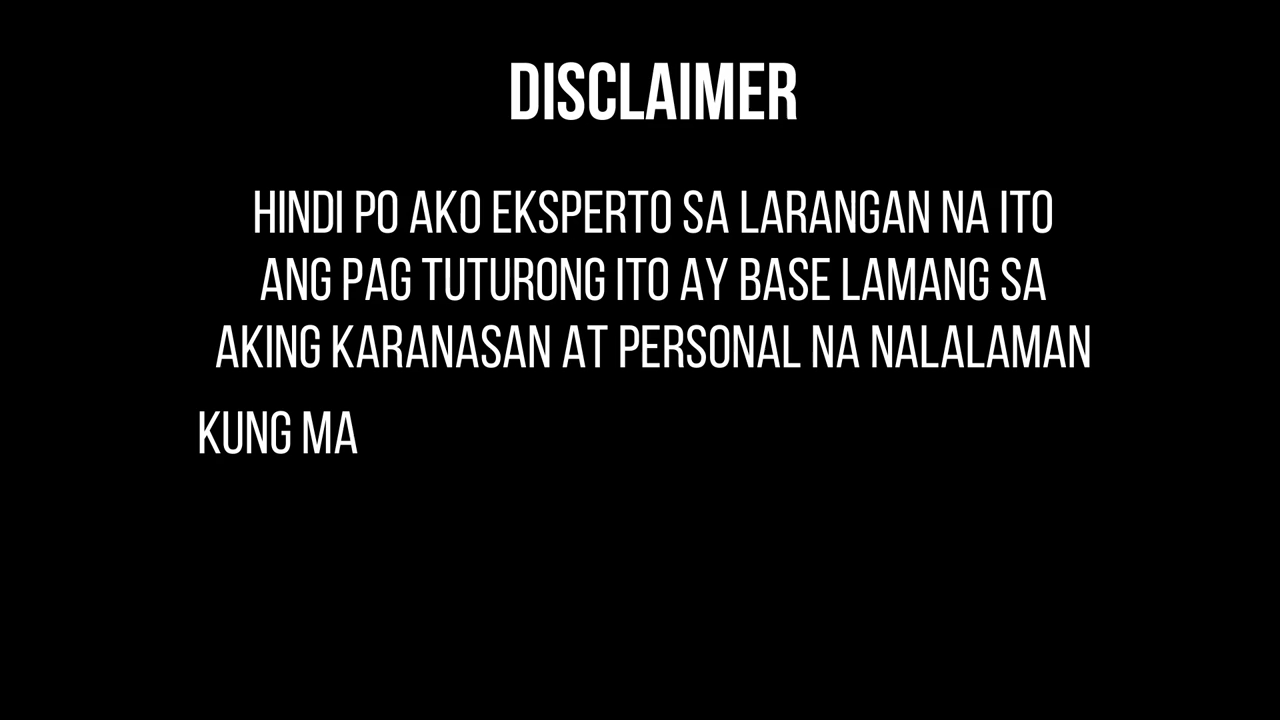 DISCLAIMER
HINDI PO AKO EKSPERTO SA LARANGAN NA ITO
ANG PAG TUTURONG ITO AY BASE LAMANG SA
AKING KARANASAN AT PERSONAL NA NALALAMAN
KUNG MA